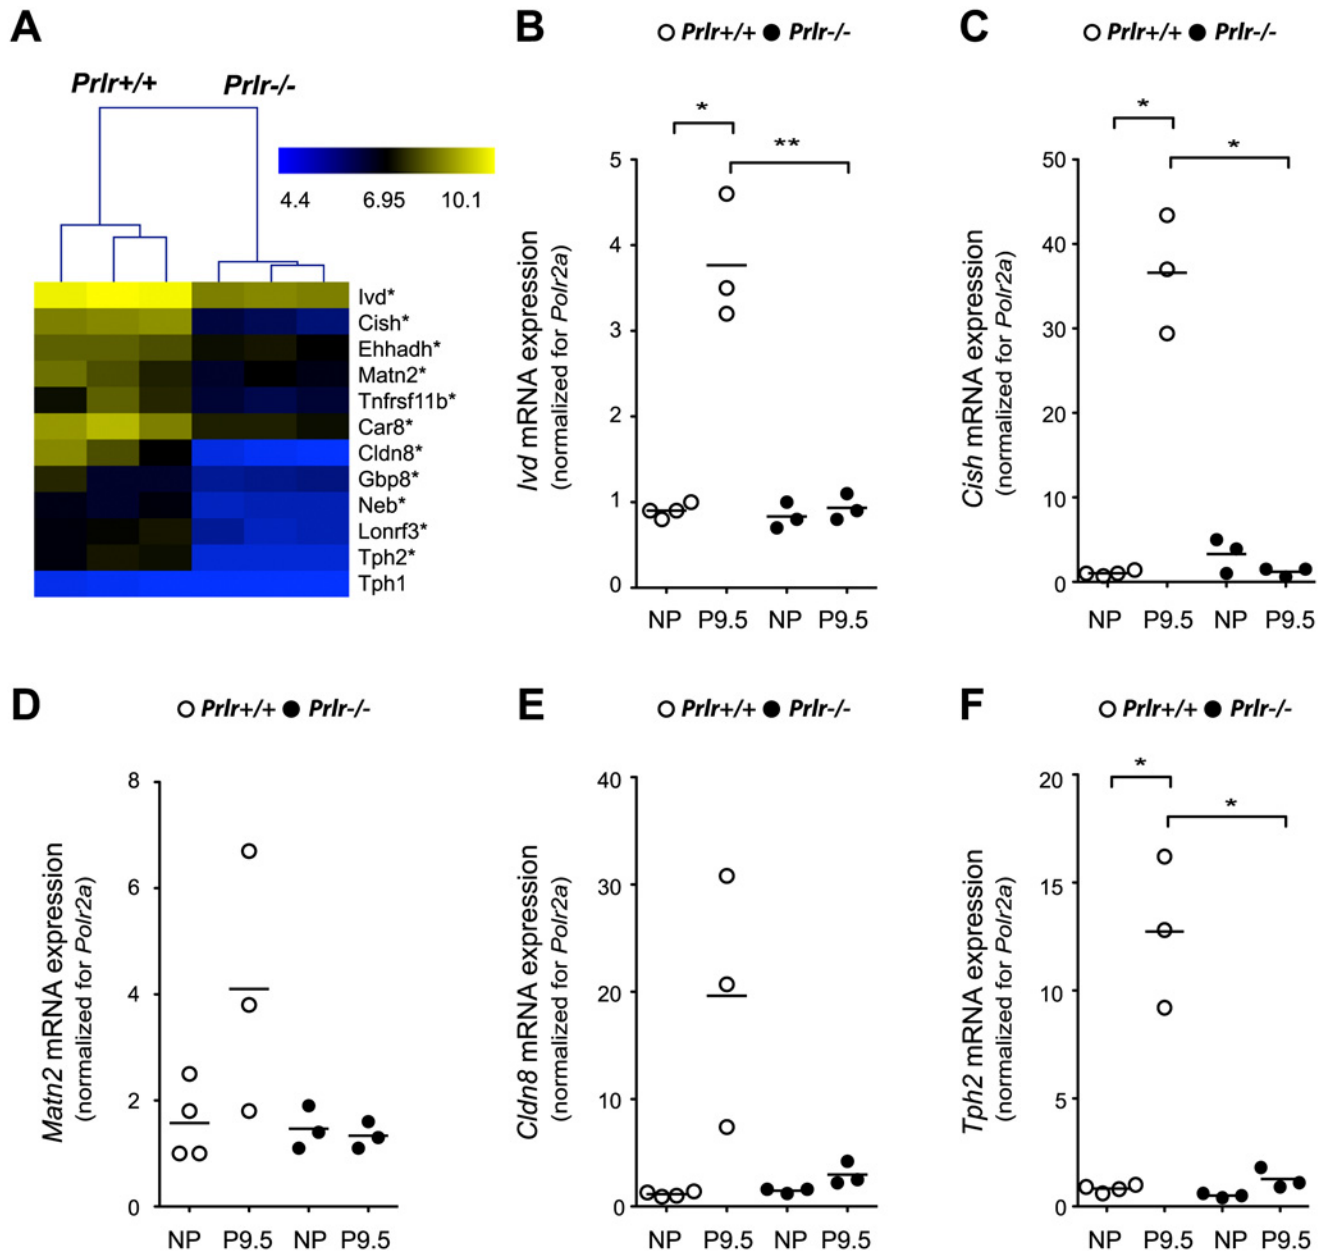 A
Prlr+/+ Prlr-/-
4.4 6.95 10.1
Ivd*
Cish*
Ehhadh*
Matn2*
Tnfrsf11b*
Car8*
Cldn8*
Gbp8*
Neb*
Lonrf3*
Tph2*
Tph1
B
Prlr+/+ Prlr-/-
*
**
Ivd mRNA expression
(normalized for Polr2a)
5
4
3
2
1
0
NP P9.5 NP P9.5
C
Prlr+/+ Prlr-/-
*
*
Cish mRNA expression
(normalized for Polr2a)
50
40
30
20
10
0
NP P9.5 NP P9.5
D
Prlr+/+ Prlr-/-
Matn2 mRNA expression
(normalized for Polr2a)
8
6
4
2
0
NP P9.5 NP P9.5
E
Prlr+/+ Prlr-/-
Cldn8 mRNA expression
(normalized for Polr2a)
40
30
20
10
0
NP P9.5 NP P9.5
F
Prlr+/+ Prlr-/-
*
*
Tph2 mRNA expression
(normalized for Polr2a)
20
15
10
5
0
NP P9.5 NP P9.5